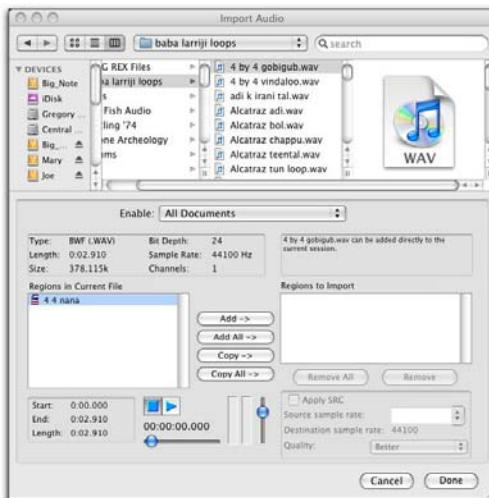 Import Audio
baba larriji loops
search
DEVICES
Big_Note
iDisk
Gregory ...
Central ...
Big_...
Mary
Joe
G REX Files
a larriji loops
s
Fish Audio
ling '74
ne Archeology
ms
4 by 4 gobigub.wav
4 by 4 vindaloo.wav
adi k irani tal.wav
Alcatraz adi.wav
Alcatraz bol.wav
Alcatraz chappu.wav
Alcatraz teental.wav
Alcatraz tun loop.wav
WAV
Enable: All Documents
Type: BWF (.WAV) Bit Depth: 24
Length: 0:02.910 Sample Rate: 44100 Hz
Size: 378.115k Channels: 1
4 by 4 gobigub.wav can be added directly to the
current session.
Regions in Current File
4 4 nana
Add ->
Add All ->
Copy ->
Copy All ->
Regions to Import
Remove All Remove
Start: 0:00.000
End: 0:02.910
Length: 0:02.910
00:00:00.000
Apply SRC
Source sample rate:
Destination sample rate: 44100
Quality: Better
Cancel Done